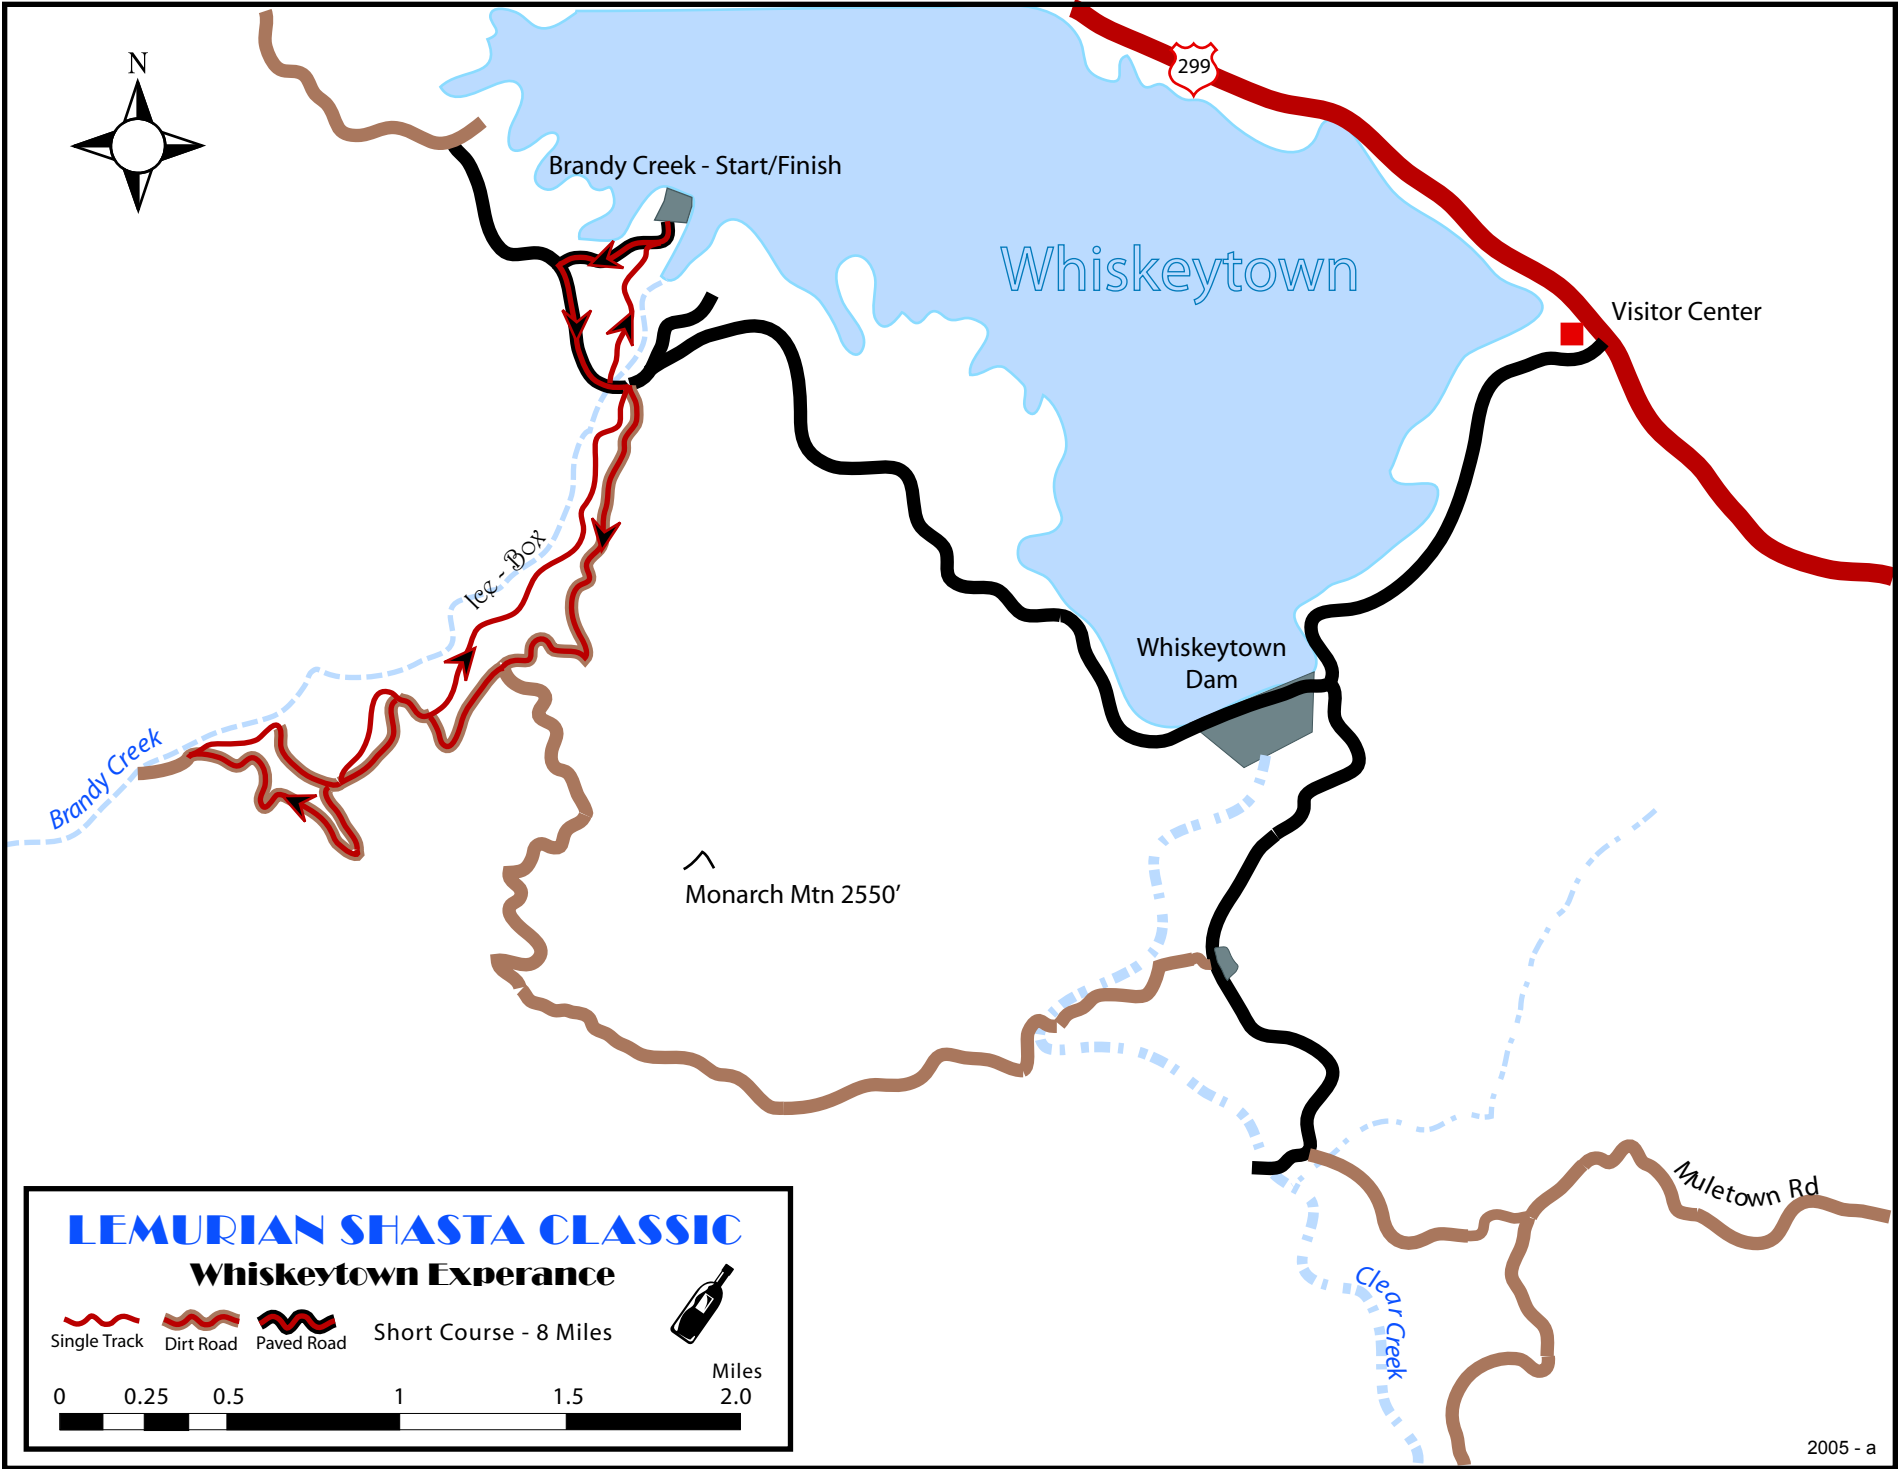 N
299
Brandy Creek - Start/Finish
Whiskeytown
Visitor Center
Ice - Box
Whiskeytown
Dam
Brandy Creek
Monarch Mtn 2550’
Muletown Rd
Clear Creek
LEMURIAN SHASTA CLASSIC
Whiskeytown Experance
Single Track Dirt Road Paved Road Short Course - 8 Miles
Miles
0 0.25 0.5 1 1.5 2.0
2005 - a